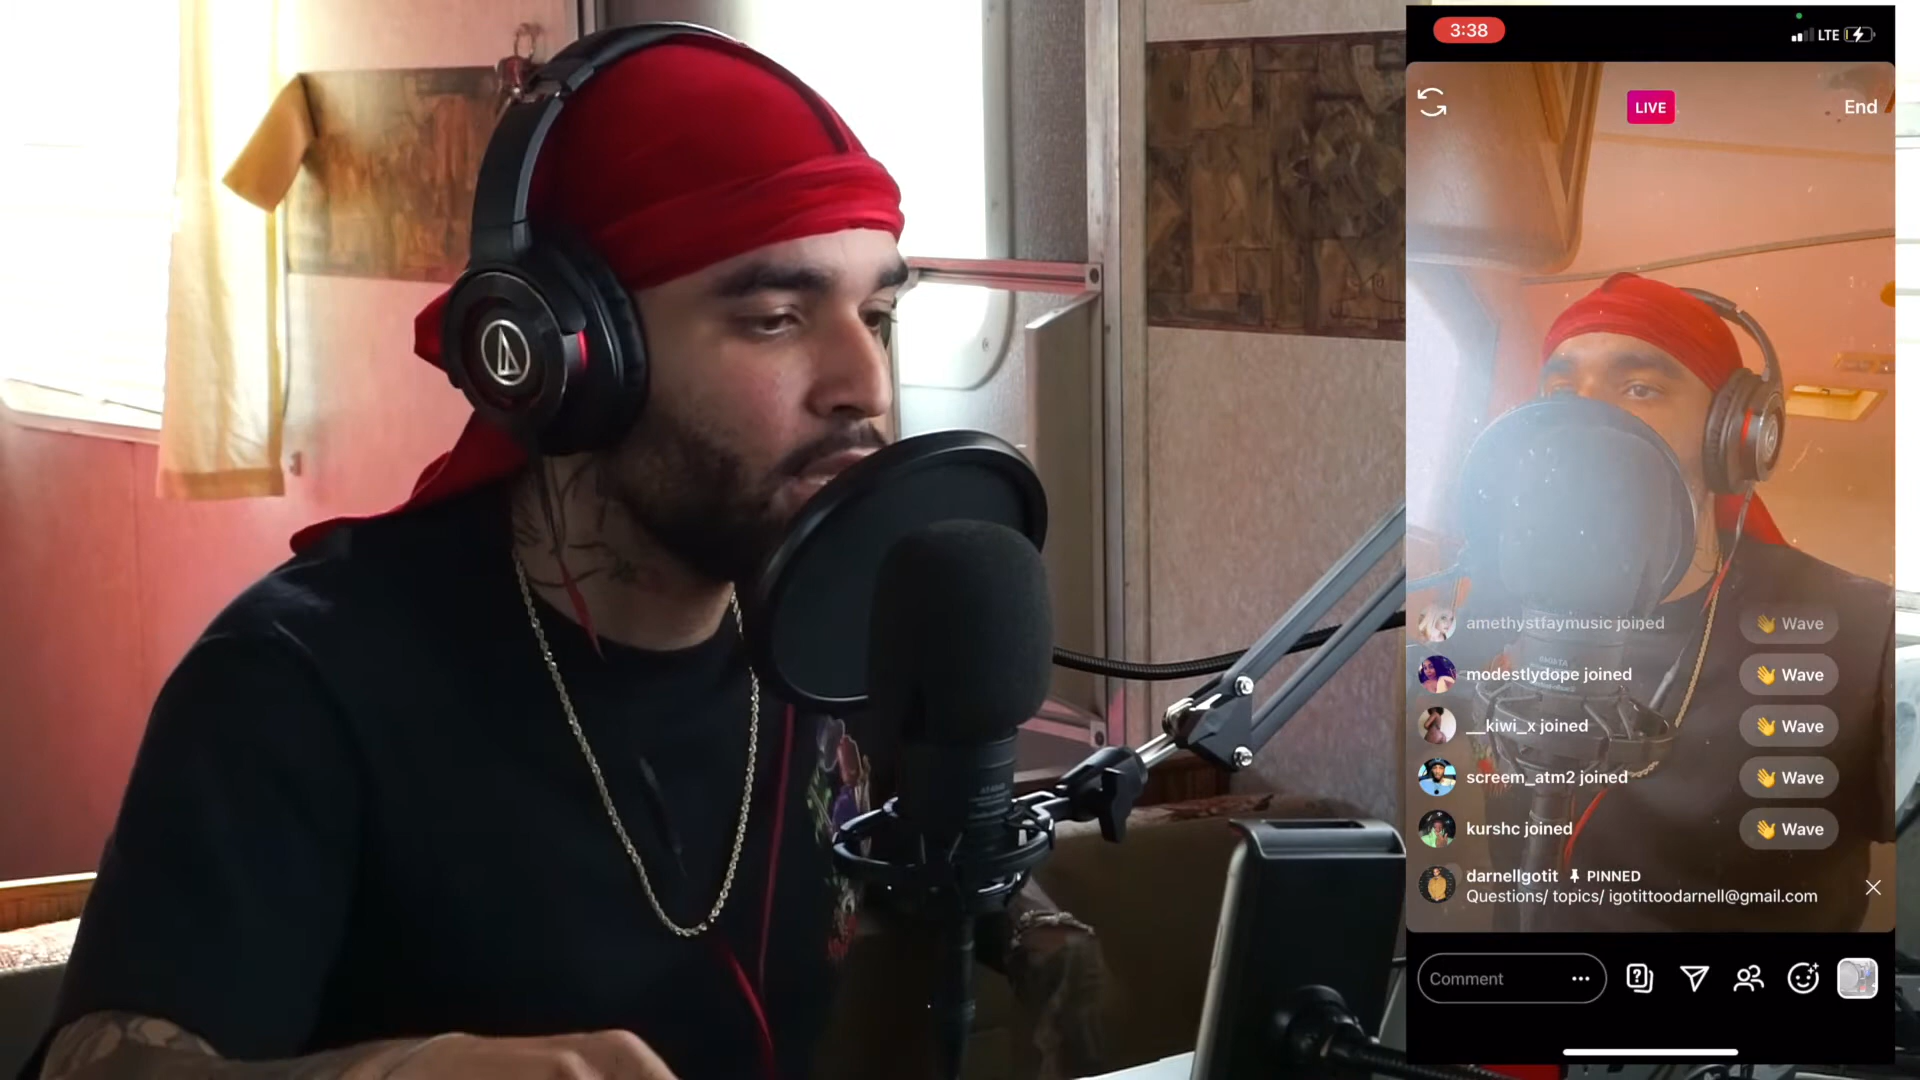 3:38
LTE
LIVE
End
amethystfaymusic joined
Wave
modestlydope joined
Wave
__kiwi_x joined
Wave
screem_atm2 joined
Wave
kurshc joined
Wave
darnellgotit PINNED
Questions/ topics/ igotittoodarnell@gmail.com
Comment